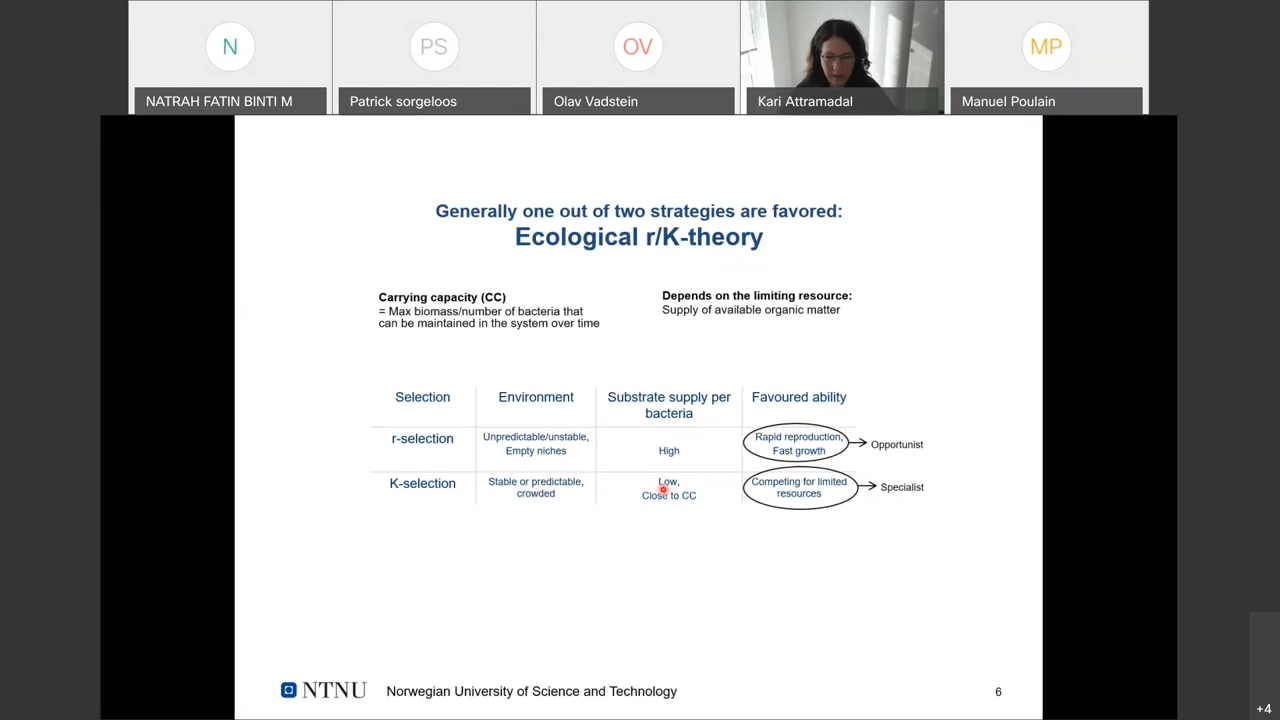 N
PS
OV
MP
NATRAH FATIN BINTI M
Patrick sorgeloos
Olav Vadstein
Kari Attramadal
Manuel Poulain
Generally one out of two strategies are favored:
Ecological r/K-theory
Carrying capacity (CC)
= Max biomass/number of bacteria that
can be maintained in the system over time
Depends on the limiting resource:
Supply of available organic matter
Selection
Environment
Substrate supply per
bacteria
Favoured ability
r-selection
Unpredictable/unstable,
Empty niches
High
Rapid reproduction,
Fast growth
Opportunist
K-selection
Stable or predictable,
crowded
Low,
Close to CC
Competing for limited
resources
Specialist
NTNU
Norwegian University of Science and Technology
6
+4